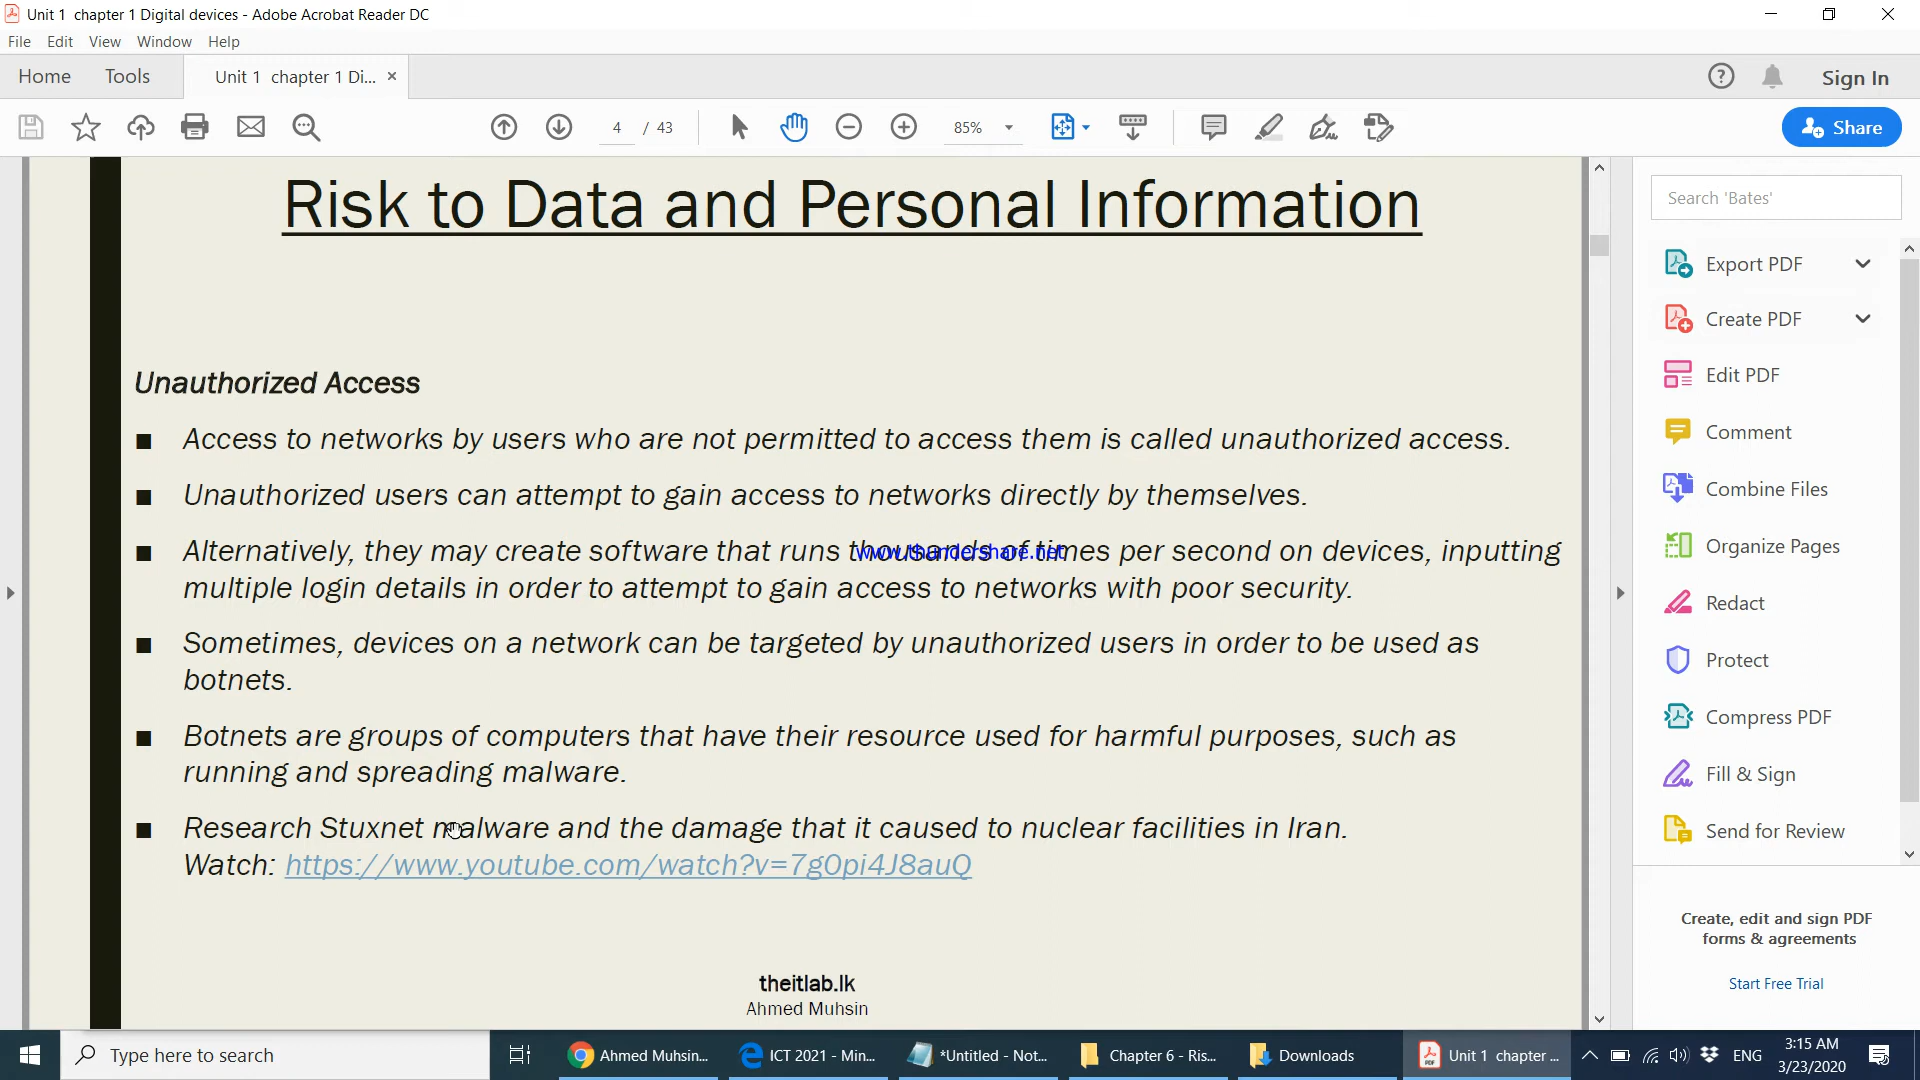 Unit 1  chapter 1 Digital devices - Adobe Acrobat Reader DC
File Edit View Window Help
Home Tools Unit 1  chapter 1 Di... Sign In
4 / 43 85% Share
Risk to Data and Personal Information
Unauthorized Access
■ Access to networks by users who are not permitted to access them is called unauthorized access.
■ Unauthorized users can attempt to gain access to networks directly by themselves.
■ Alternatively, they may create software that runs thousands of times per second on devices, inputting
multiple login details in order to attempt to gain access to networks with poor security.
www.thundershare.net
■ Sometimes, devices on a network can be targeted by unauthorized users in order to be used as
botnets.
■ Botnets are groups of computers that have their resource used for harmful purposes, such as
running and spreading malware.
■ Research Stuxnet malware and the damage that it caused to nuclear facilities in Iran.
Watch: https://www.youtube.com/watch?v=7g0pi4J8auQ
theitlab.lk
Ahmed Muhsin
Search 'Bates'
Export PDF
Create PDF
Edit PDF
Comment
Combine Files
Organize Pages
Redact
Protect
Compress PDF
Fill & Sign
Send for Review
Create, edit and sign PDF
forms & agreements
Start Free Trial
Type here to search
Ahmed Muhsin...
ICT 2021 - Min...
*Untitled - Not...
Chapter 6 - Ris...
Downloads
Unit 1  chapter ...
ENG
3:15 AM
3/23/2020